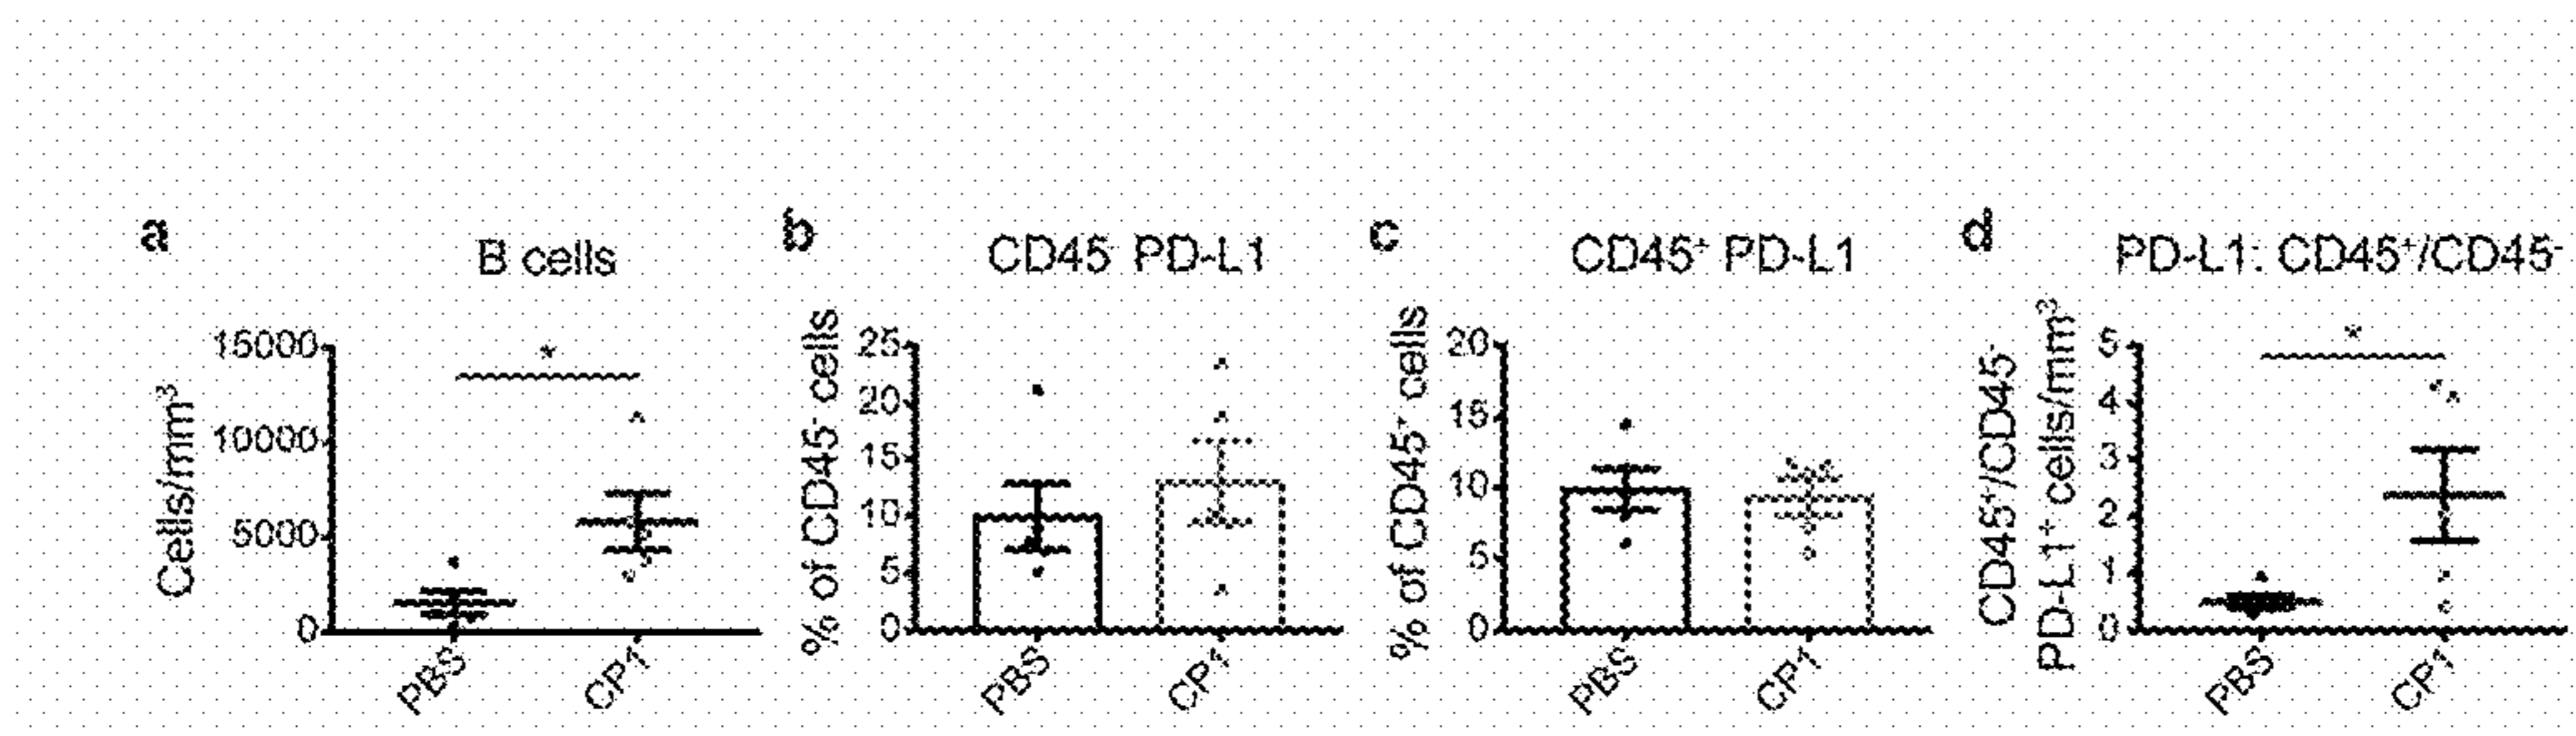 a
B cells
Cells/mm³
15000
10000
5000
0
*
PBS
CP1
b
CD45⁻ PD-L1
% of CD45⁻ cells
25
20
15
10
5
0
PBS
CP1
c
CD45⁺ PD-L1
% of CD45⁺ cells
20
15
10
5
0
PBS
CP1
d
PD-L1: CD45⁺/CD45⁻
CD45⁺/CD45⁻
PD-L1⁺ cells/mm³
5
4
3
2
1
0
*
PBS
CP1